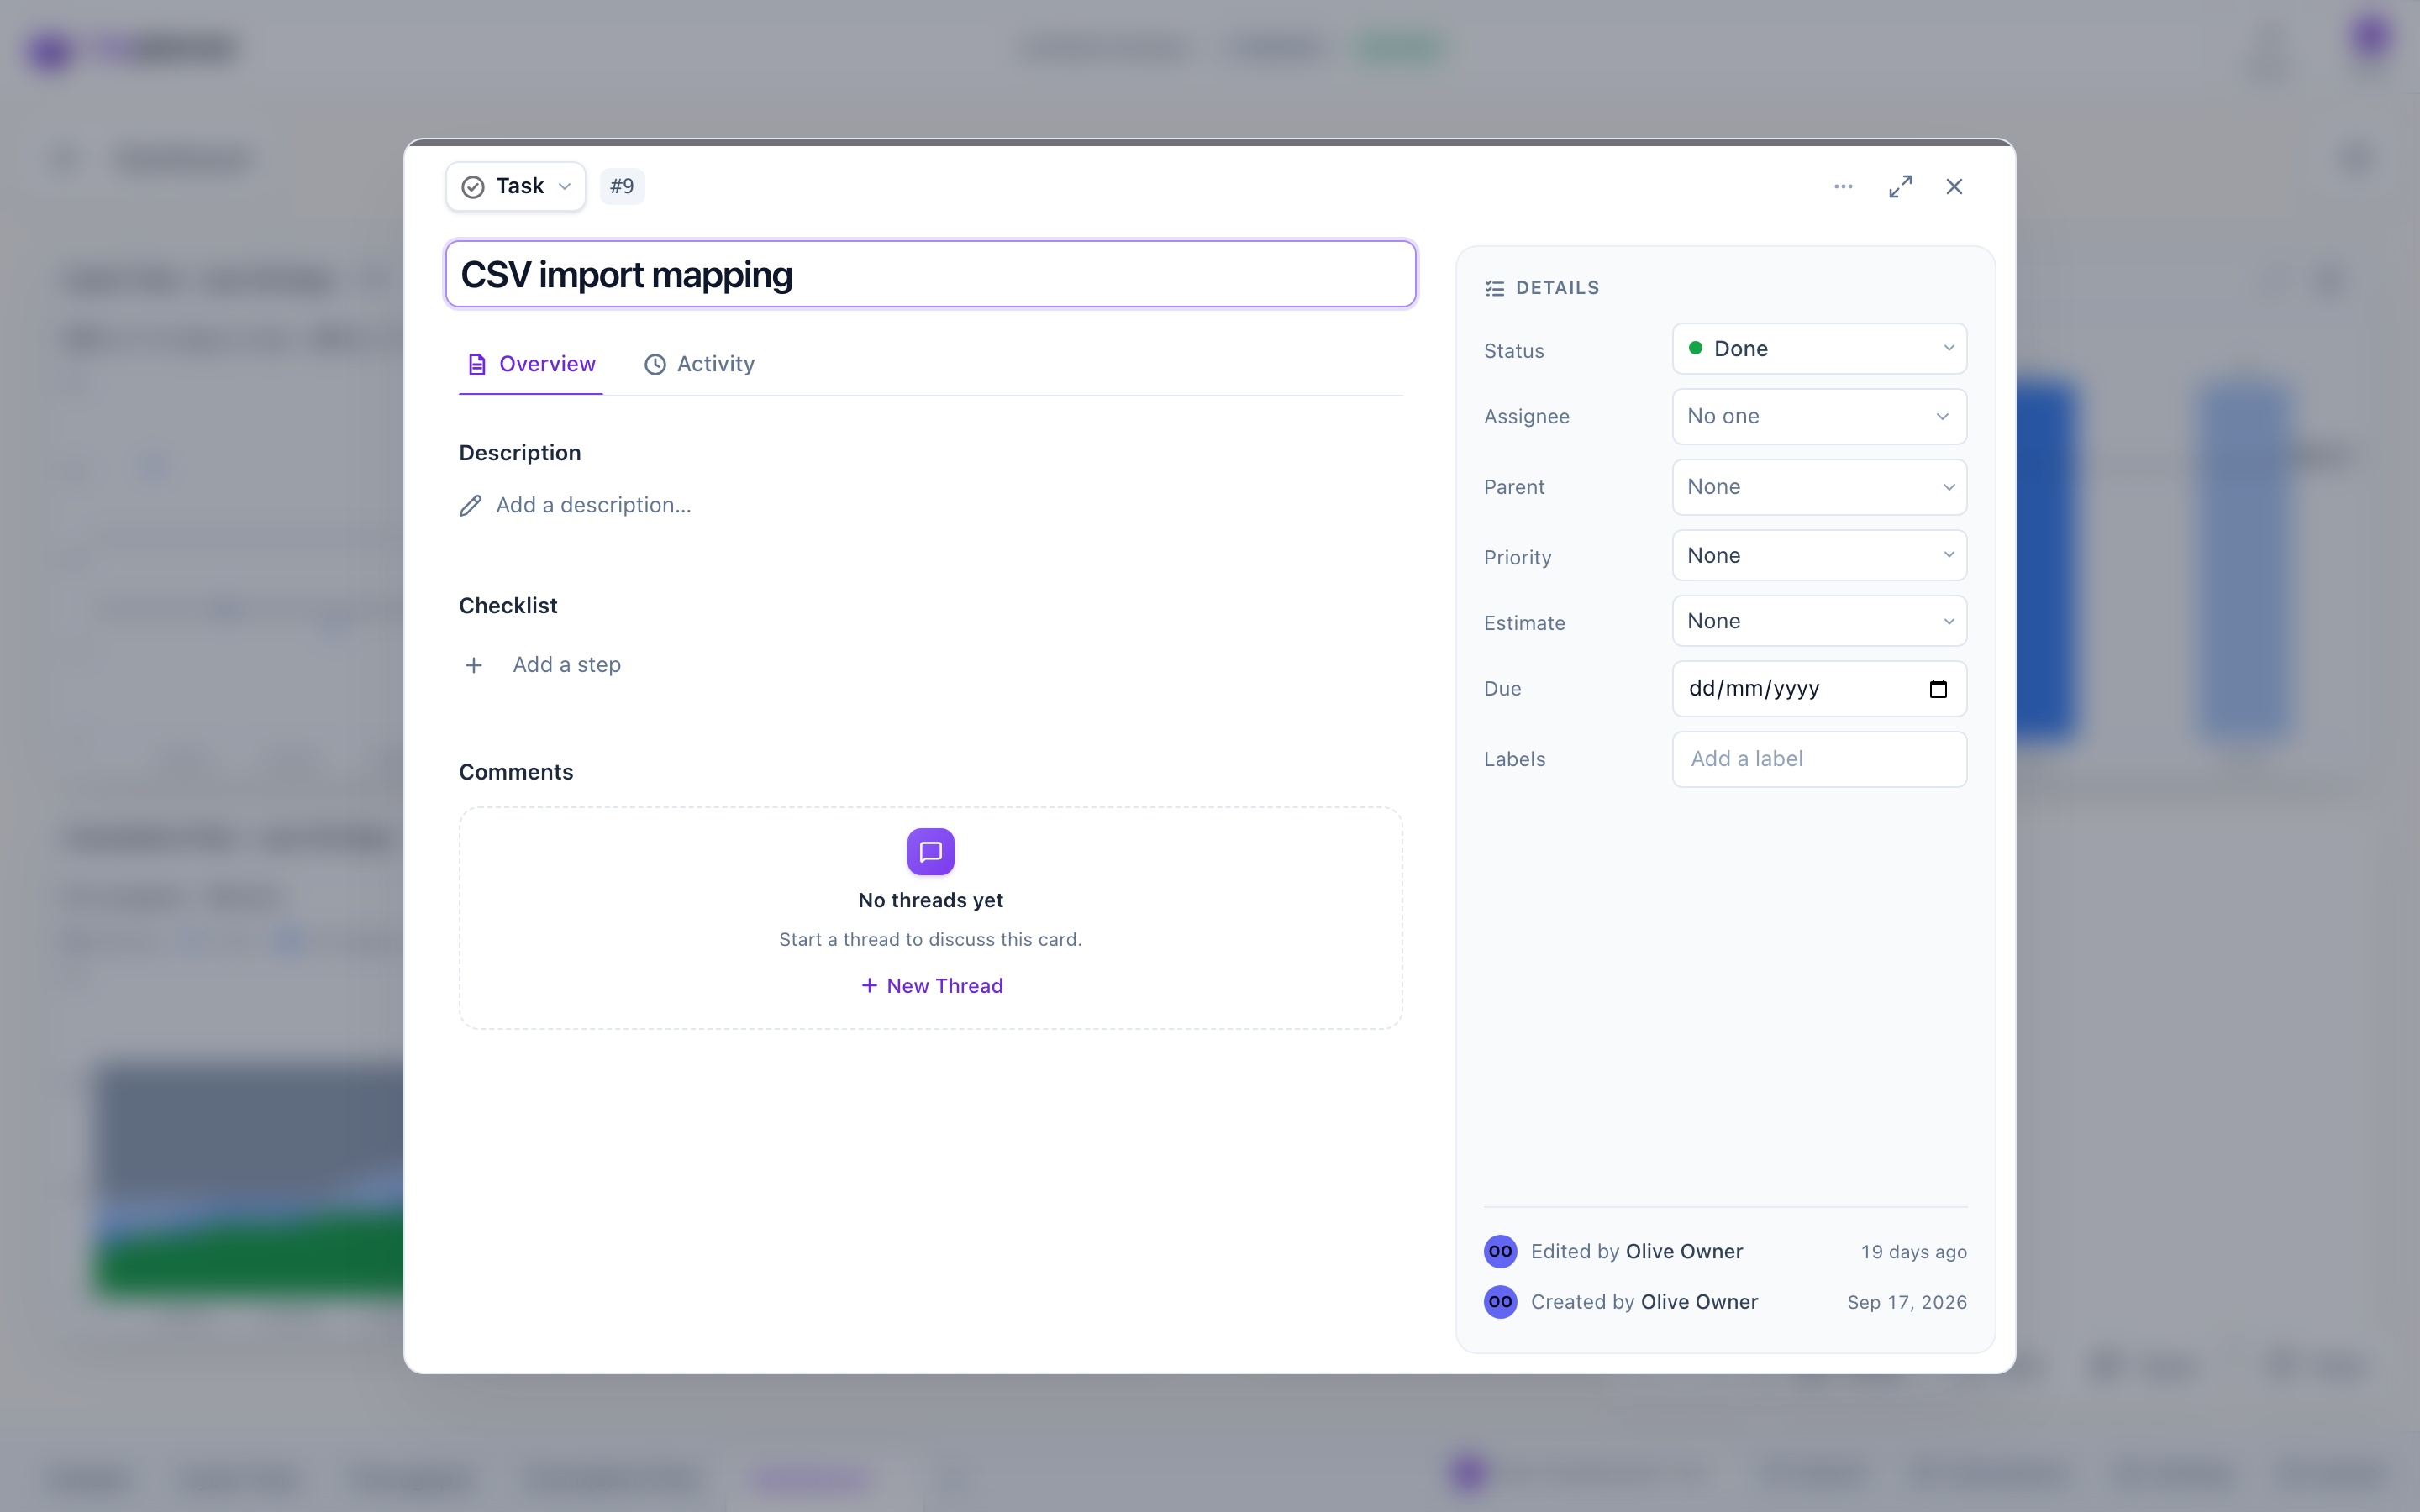 Task
#9
CSV import mapping
Overview
Activity
Description
Add a description...
Checklist
Add a step
Comments
No threads yet
Start a thread to discuss this card.
New Thread
DETAILS
Status
Done
Assignee
No one
Parent
None
Priority
None
Estimate
None
Due
dd/mm/yyyy
Labels
Add a label
OO Edited by Olive Owner 19 days ago
OO Created by Olive Owner Sep 17, 2026